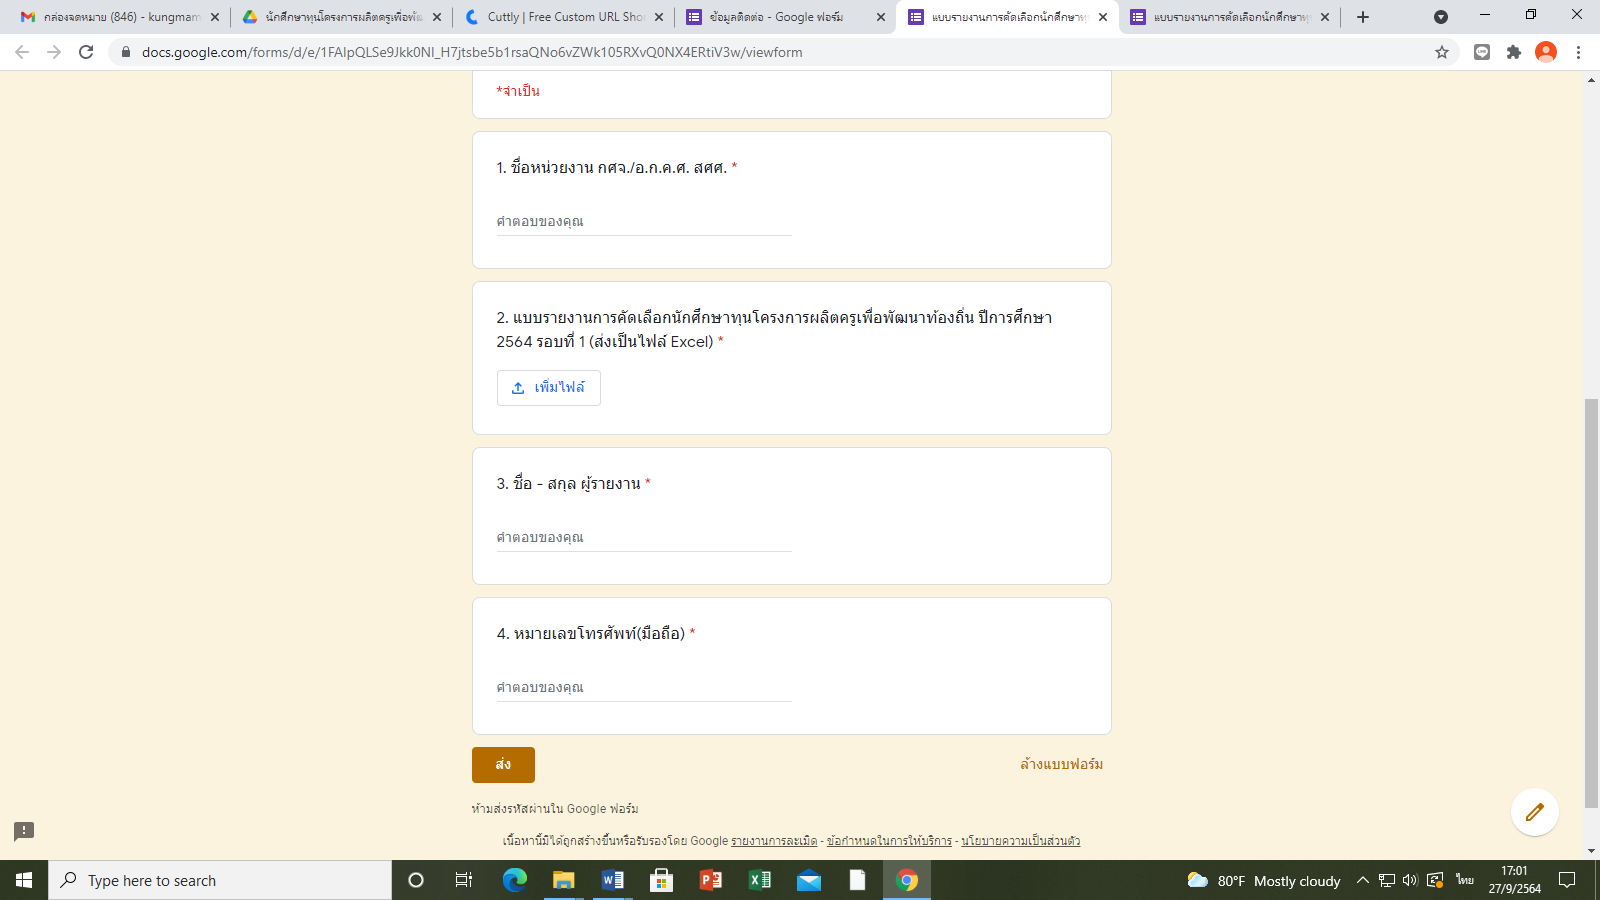 กล่องจดหมาย (846) - kungmam
นักศึกษาทุนโครงการผลิตครูเพื่อพัฒ
Cuttly | Free Custom URL Shor
ข้อมูลติดต่อ - Google ฟอร์ม
แบบรายงานการคัดเลือกนักศึกษาทุ
แบบรายงานการคัดเลือกนักศึกษาทุน
docs.google.com/forms/d/e/1FAIpQLSe9Jkk0NI_H7jtsbe5b1rsaQNo6vZWk105RXvQ0NX4ERtiV3w/viewform
*จำเป็น
1. ชื่อหน่วยงาน กศจ./อ.ก.ค.ศ. สศศ. *
คำตอบของคุณ
2. แบบรายงานการคัดเลือกนักศึกษาทุนโครงการผลิตครูเพื่อพัฒนาท้องถิ่น ปีการศึกษา
2564 รอบที่ 1 (ส่งเป็นไฟล์ Excel) *
เพิ่มไฟล์
3. ชื่อ - สกุล ผู้รายงาน *
คำตอบของคุณ
4. หมายเลขโทรศัพท์(มือถือ) *
คำตอบของคุณ
ส่ง
ล้างแบบฟอร์ม
ห้ามส่งรหัสผ่านใน Google ฟอร์ม
เนื้อหานี้มิได้ถูกสร้างขึ้นหรือรับรองโดย Google รายงานการละเมิด - ข้อกำหนดในการให้บริการ - นโยบายความเป็นส่วนตัว
Type here to search
80°F Mostly cloudy
ไทย
17:01
27/9/2564